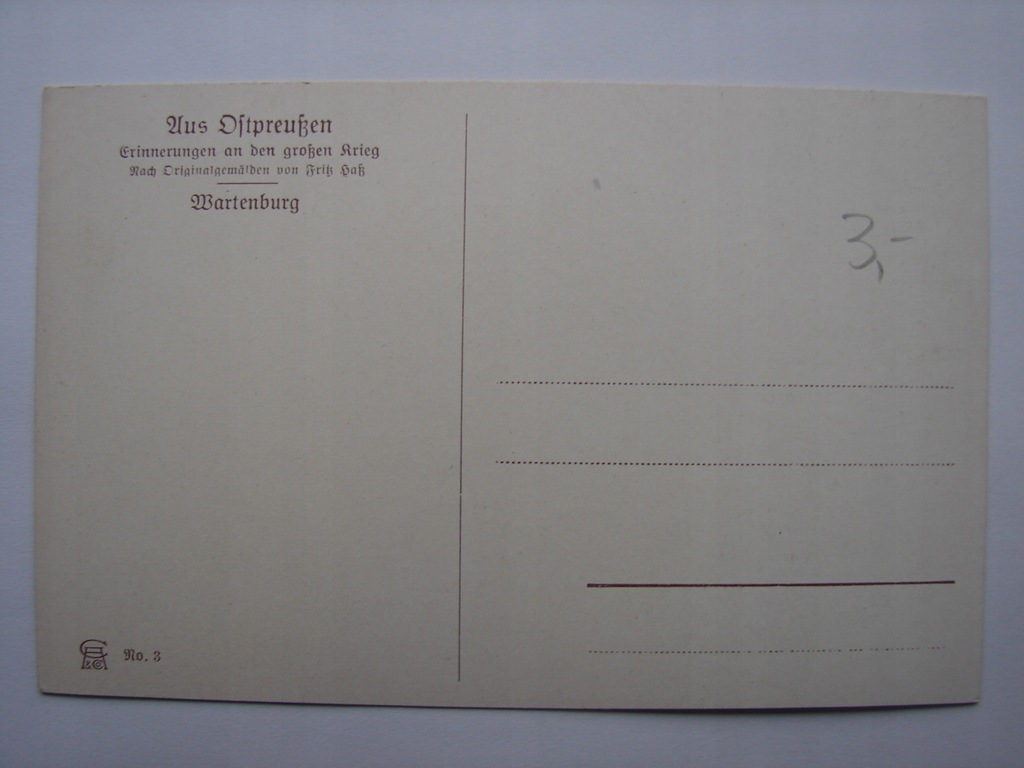 Aus Ostpreußen
Erinnerungen an den großen Krieg
Nach Originalgemälden von Fritz Haß
Wartenburg
3,-
No. 3